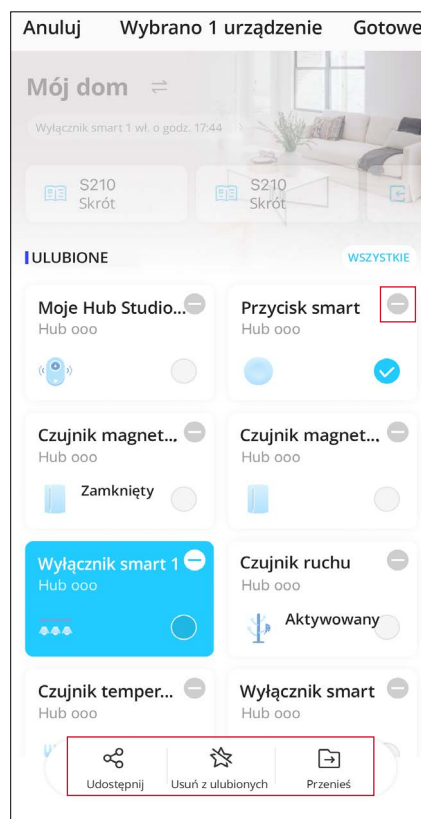 Anuluj Wybrano 1 urządzenie Gotowe
Mój dom
Wyłącznik smart 1 wł. o godz. 17:44
S210 S210
Skrót Skrót
ULUBIONE WSZYSTKIE
Moje Hub Studio... Przycisk smart
Hub ooo Hub ooo
Czujnik magnet... Czujnik magnet...
Hub ooo Hub ooo
Zamknięty
Wyłącznik smart 1 Czujnik ruchu
Hub ooo Hub ooo
Aktywowany
Czujnik temper... Wyłącznik smart
Hub ooo Hub ooo
Udostępnij Usuń z ulubionych Przenieś